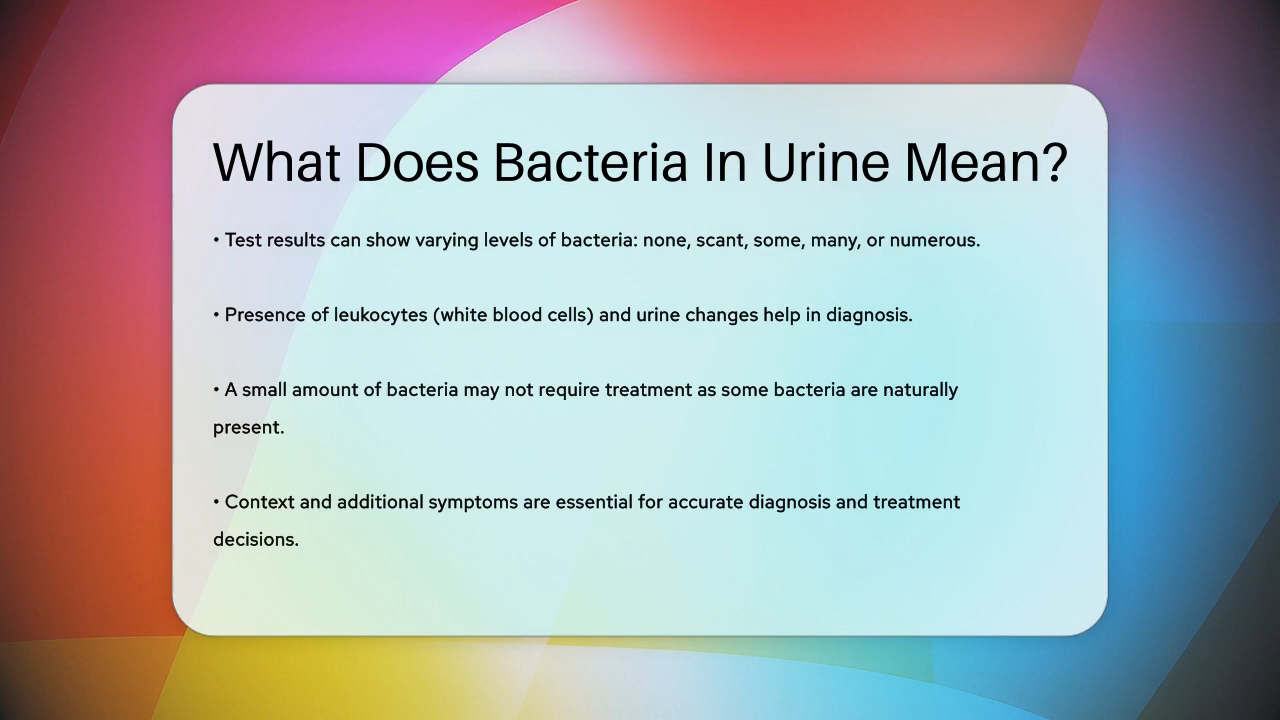 What Does Bacteria In Urine Mean?
• Test results can show varying levels of bacteria: none, scant, some, many, or numerous.
• Presence of leukocytes (white blood cells) and urine changes help in diagnosis.
• A small amount of bacteria may not require treatment as some bacteria are naturally
present.
• Context and additional symptoms are essential for accurate diagnosis and treatment
decisions.